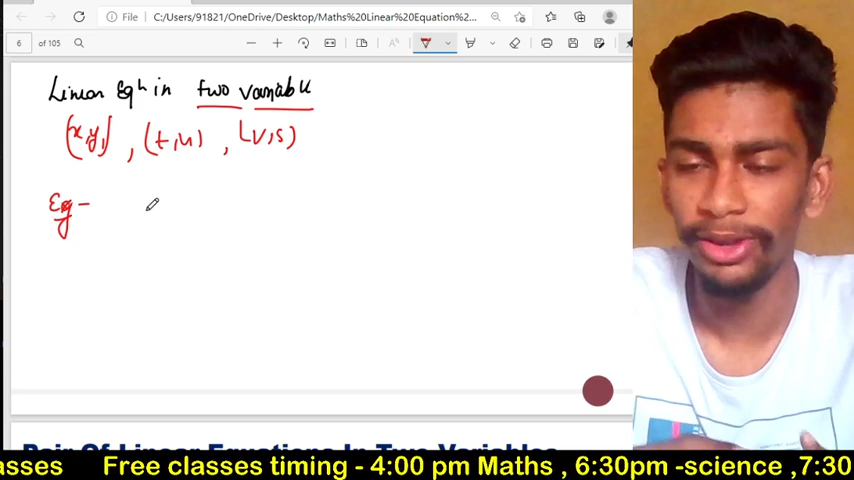 File
C:/Users/91821/OneDrive/Desktop/Maths%20Linear%20Equation%2...
6 of 105
Linear Eqn in two variable
(x,y) , (t,u) , (v,s)
Eg-
Pair Of Linear Equations In Two Variables
asses Free classes timing - 4:00 pm Maths , 6:30pm -science ,7:30